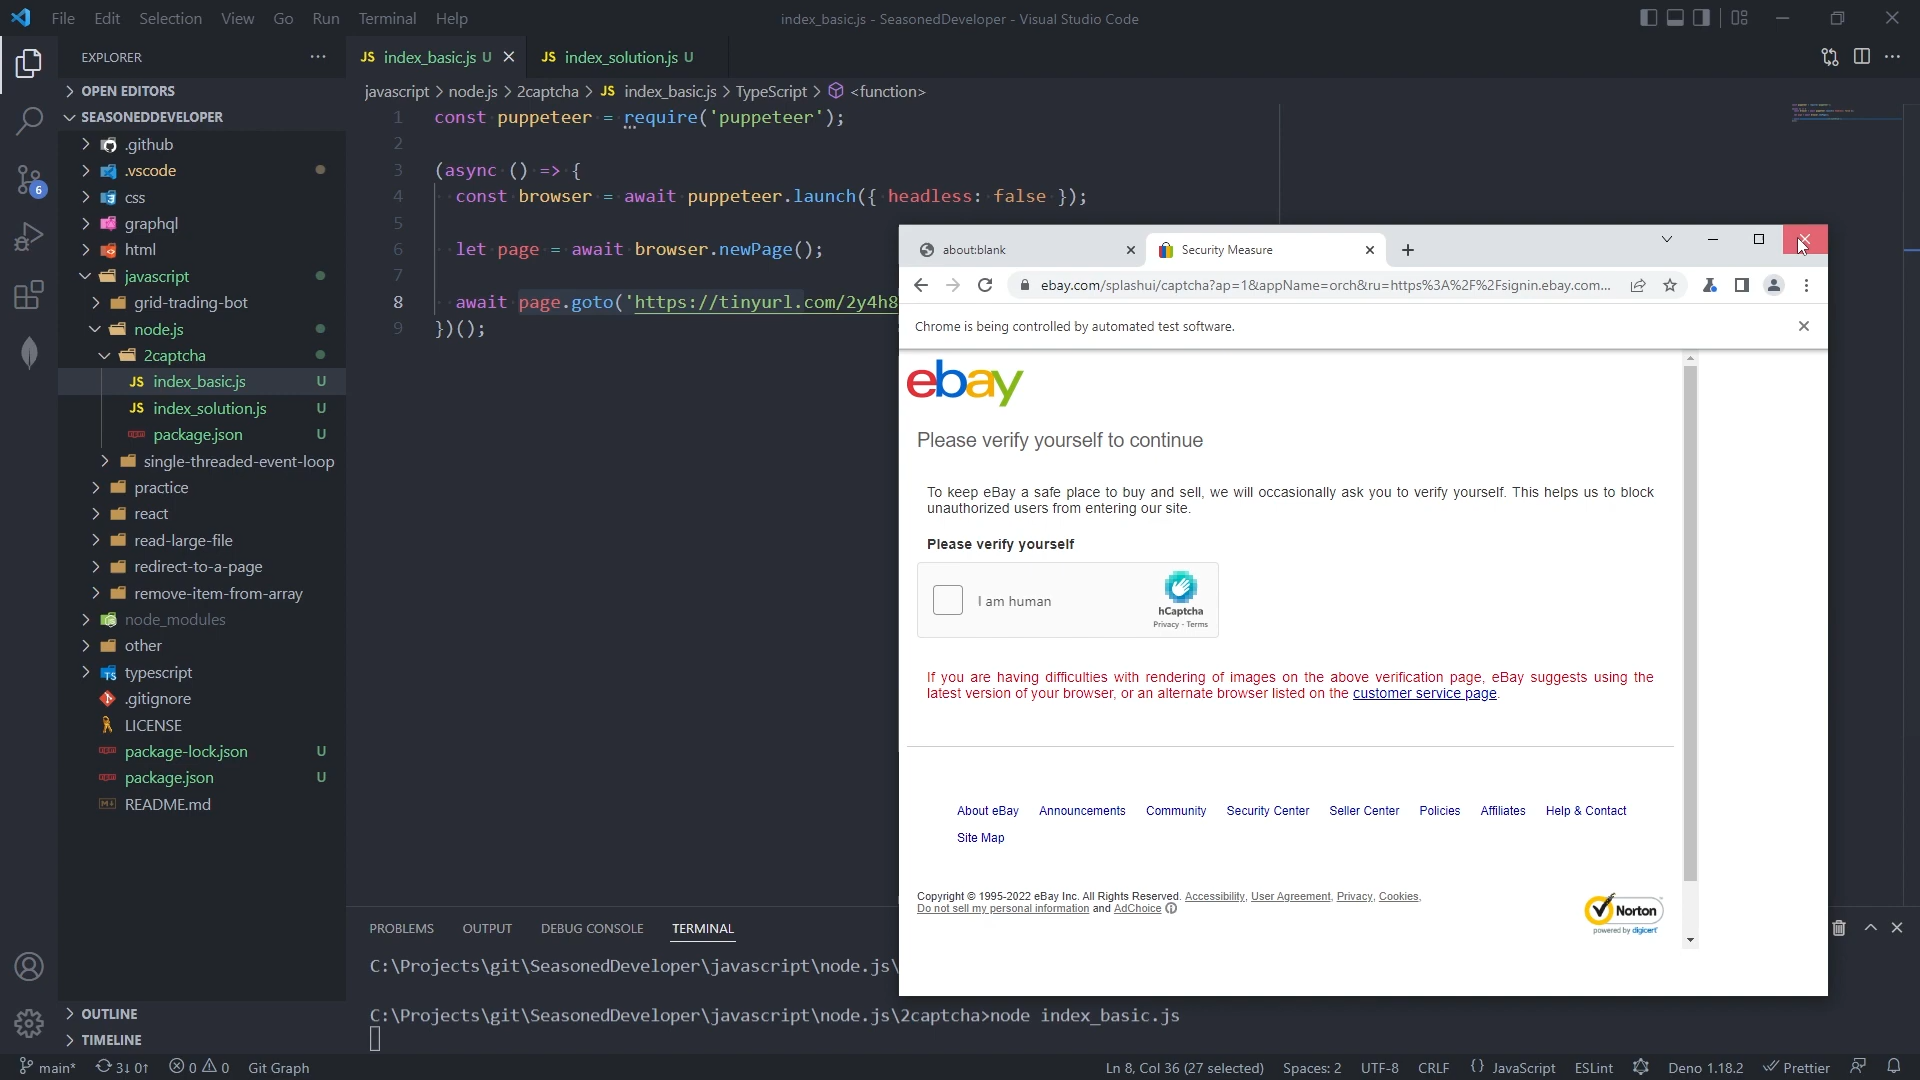 File Edit Selection View Go Run Terminal Help
index_basic.js - SeasonedDeveloper - Visual Studio Code
EXPLORER
OPEN EDITORS
SEASONEDDEVELOPER
.github
.vscode
css
graphql
html
javascript
grid-trading-bot
node.js
2captcha
index_basic.js U
index_solution.js U
package.json U
single-threaded-event-loop
practice
react
read-large-file
redirect-to-a-page
remove-item-from-array
node_modules
other
typescript
.gitignore
LICENSE
package-lock.json U
package.json U
README.md
OUTLINE
TIMELINE
6
JS index_basic.js U
JS index_solution.js U
javascript > node.js > 2captcha > JS index_basic.js > TypeScript > <function>
1 const puppeteer = require('puppeteer');
2
3 (async () => {
4 const browser = await puppeteer.launch({ headless: false });
5
6 let page = await browser.newPage();
7
8 await page.goto('https://tinyurl.com/2y4h8
9 })();
about:blank
Security Measure
ebay.com/splashui/captcha?ap=1&appName=orch&ru=https%3A%2F%2Fsignin.ebay.com...
Chrome is being controlled by automated test software.
ebay
Please verify yourself to continue
To keep eBay a safe place to buy and sell, we will occasionally ask you to verify yourself. This helps us to block
unauthorized users from entering our site.
Please verify yourself
I am human
hCaptcha
Privacy - Terms
If you are having difficulties with rendering of images on the above verification page, eBay suggests using the
latest version of your browser, or an alternate browser listed on the customer service page.
About eBay Announcements Community Security Center Seller Center Policies Affiliates Help & Contact
Site Map
Copyright © 1995-2022 eBay Inc. All Rights Reserved. Accessibility, User Agreement, Privacy, Cookies,
Do not sell my personal information and AdChoice
Norton
powered by digicert
PROBLEMS OUTPUT DEBUG CONSOLE TERMINAL
C:\Projects\git\SeasonedDeveloper\javascript\node.js\
C:\Projects\git\SeasonedDeveloper\javascript\node.js\2captcha>node index_basic.js
main* 3↓ 0↑ 0 0 Git Graph
Ln 8, Col 36 (27 selected) Spaces: 2 UTF-8 CRLF {} JavaScript ESLint Deno 1.18.2 Prettier